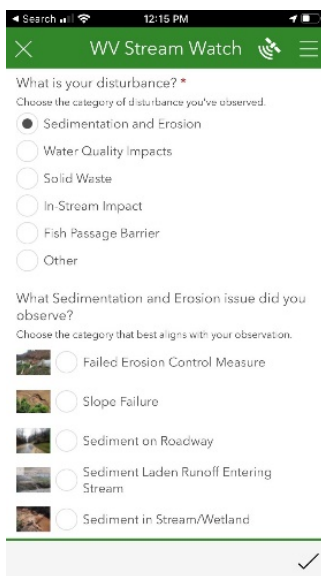 Search
12:15 PM
WV Stream Watch
What is your disturbance? *
Choose the category of disturbance you've observed.
Sedimentation and Erosion
Water Quality Impacts
Solid Waste
In-Stream Impact
Fish Passage Barrier
Other
What Sedimentation and Erosion issue did you
observe?
Choose the category that best aligns with your observation.
Failed Erosion Control Measure
Slope Failure
Sediment on Roadway
Sediment Laden Runoff Entering
Stream
Sediment in Stream/Wetland